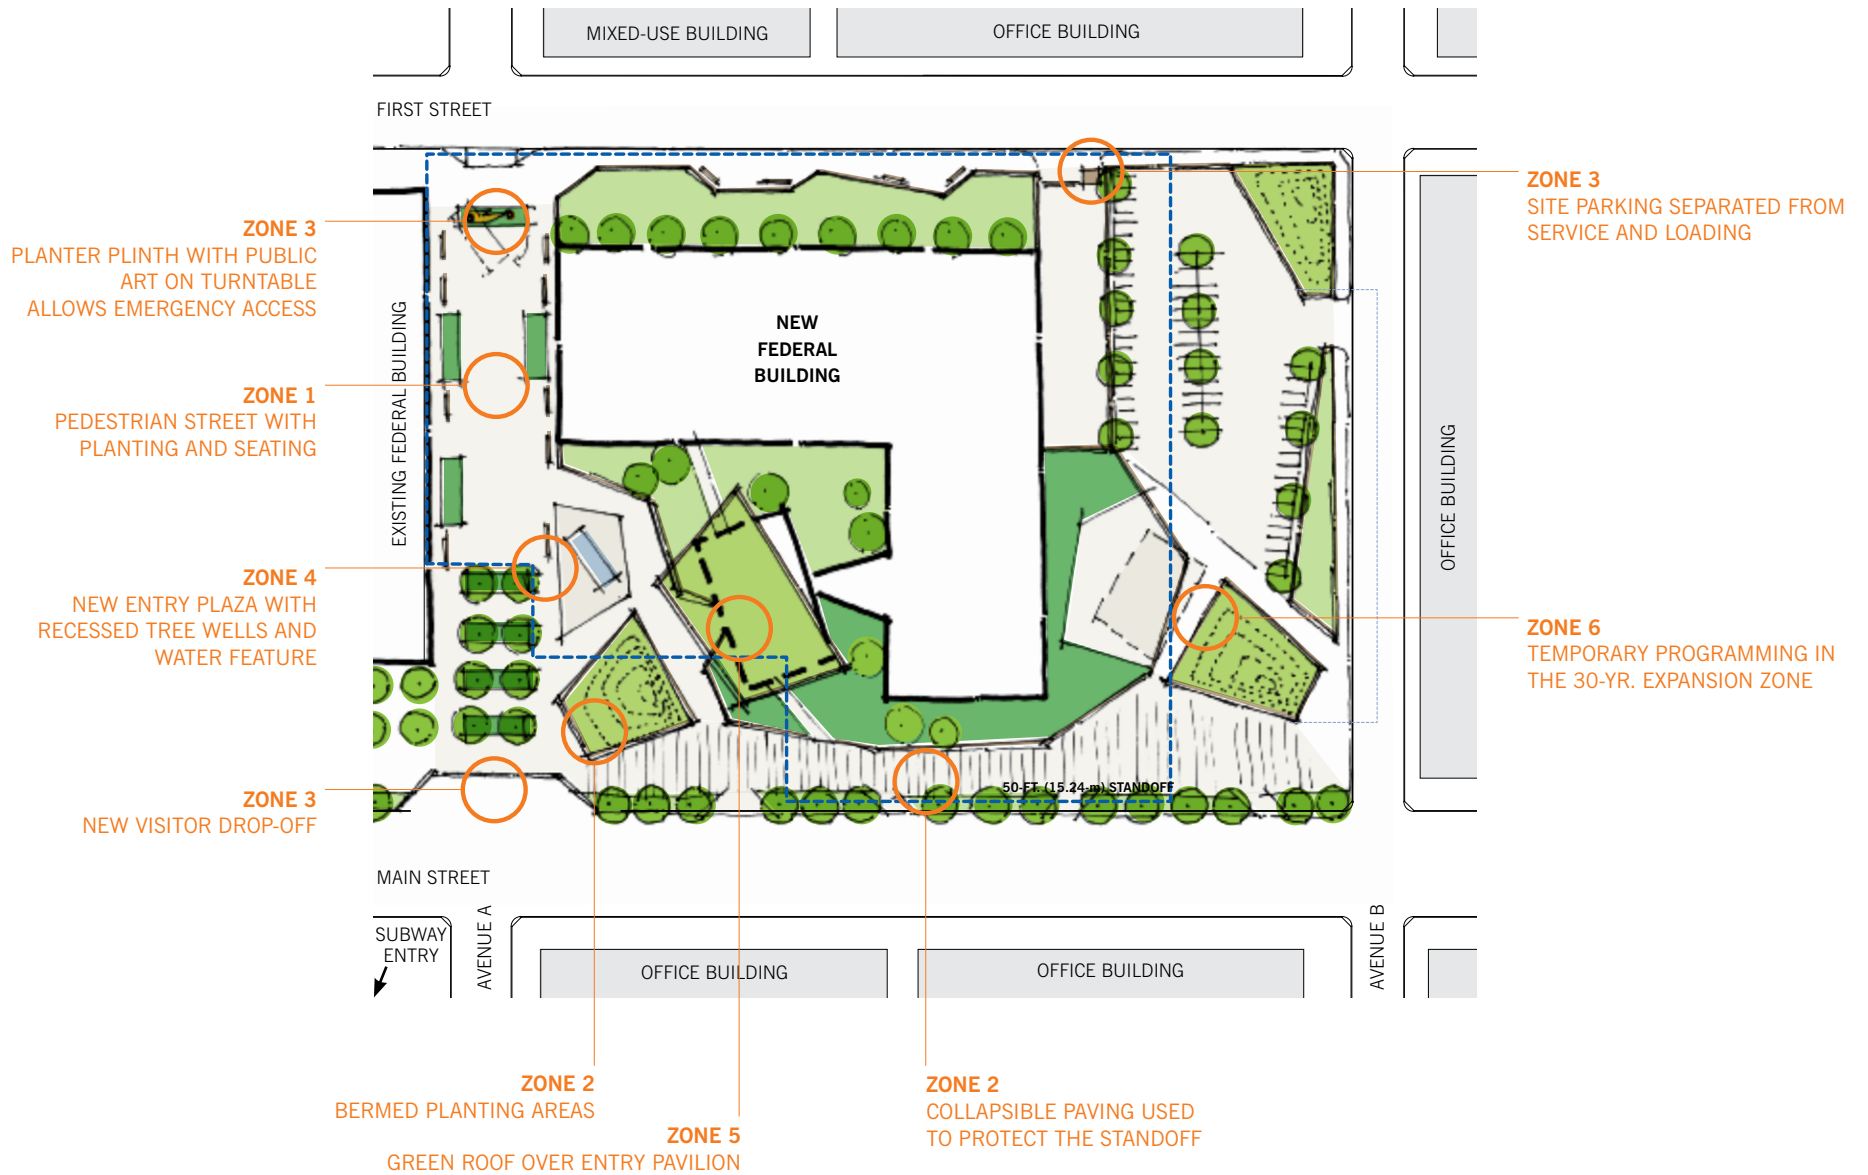 MIXED-USE BUILDING
OFFICE BUILDING
FIRST STREET
ZONE 3
PLANTER PLINTH WITH PUBLIC
ART ON TURNTABLE
ALLOWS EMERGENCY ACCESS
ZONE 3
SITE PARKING SEPARATED FROM
SERVICE AND LOADING
NEW
FEDERAL
BUILDING
EXISTING FEDERAL BUILDING
ZONE 1
PEDESTRIAN STREET WITH
PLANTING AND SEATING
OFFICE BUILDING
ZONE 4
NEW ENTRY PLAZA WITH
RECESSED TREE WELLS AND
WATER FEATURE
ZONE 6
TEMPORARY PROGRAMMING IN
THE 30-YR. EXPANSION ZONE
50-FT. (15.24-m) STANDOFF
ZONE 3
NEW VISITOR DROP-OFF
MAIN STREET
SUBWAY
ENTRY
AVENUE A
AVENUE B
OFFICE BUILDING
OFFICE BUILDING
ZONE 2
BERMED PLANTING AREAS
ZONE 5
GREEN ROOF OVER ENTRY PAVILION
ZONE 2
COLLAPSIBLE PAVING USED
TO PROTECT THE STANDOFF